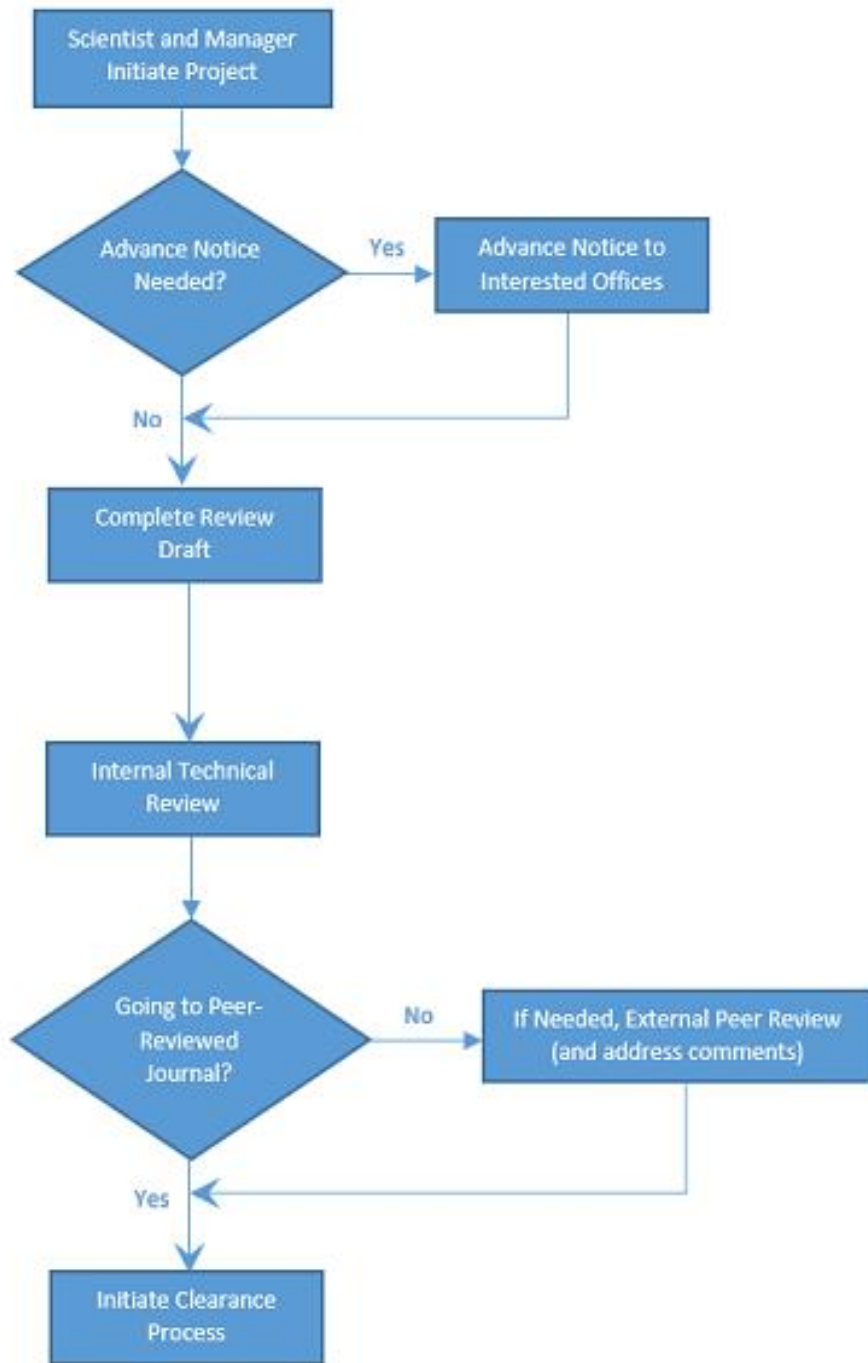 Scientist and Manager
Initiate Project
Advance Notice
Needed?
Yes
Advance Notice to
Interested Offices
No
Complete Review
Draft
Internal Technical
Review
Going to Peer-
Reviewed
Journal?
No
If Needed, External Peer Review
(and address comments)
Yes
Initiate Clearance
Process